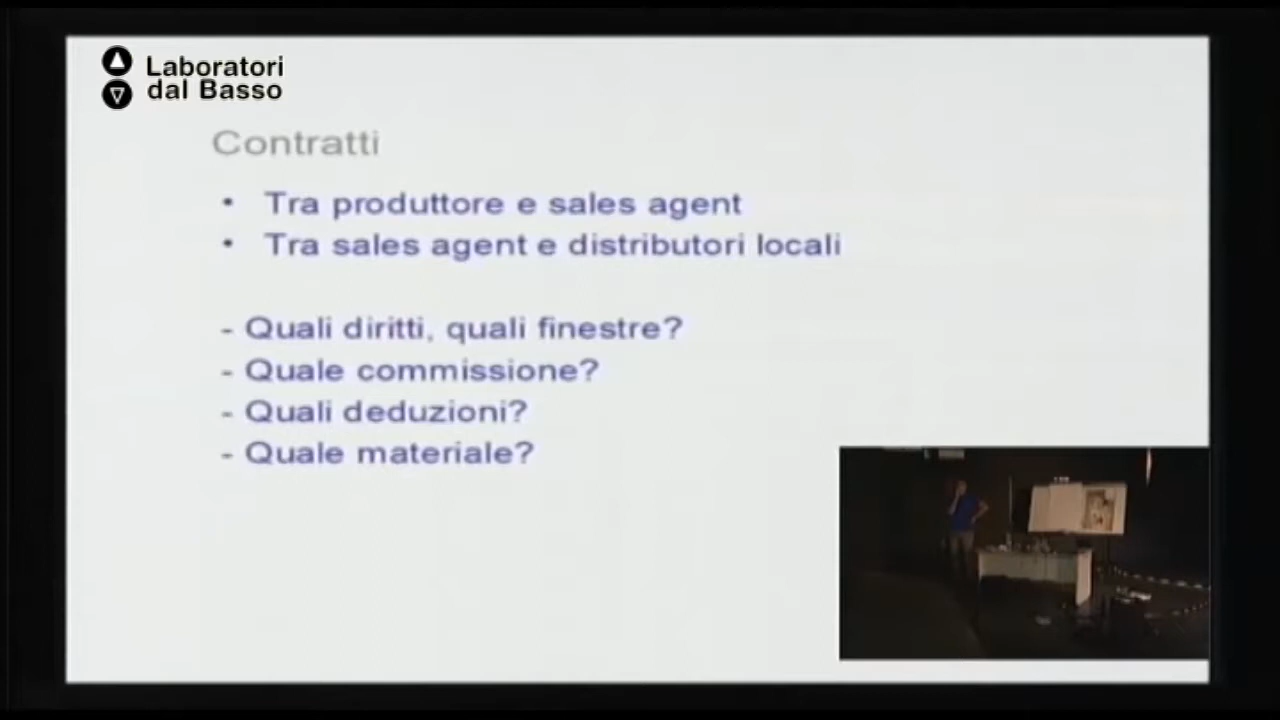 Laboratori
dal Basso
Contratti
• Tra produttore e sales agent
• Tra sales agent e distributori locali
- Quali diritti, quali finestre?
- Quale commissione?
- Quali deduzioni?
- Quale materiale?